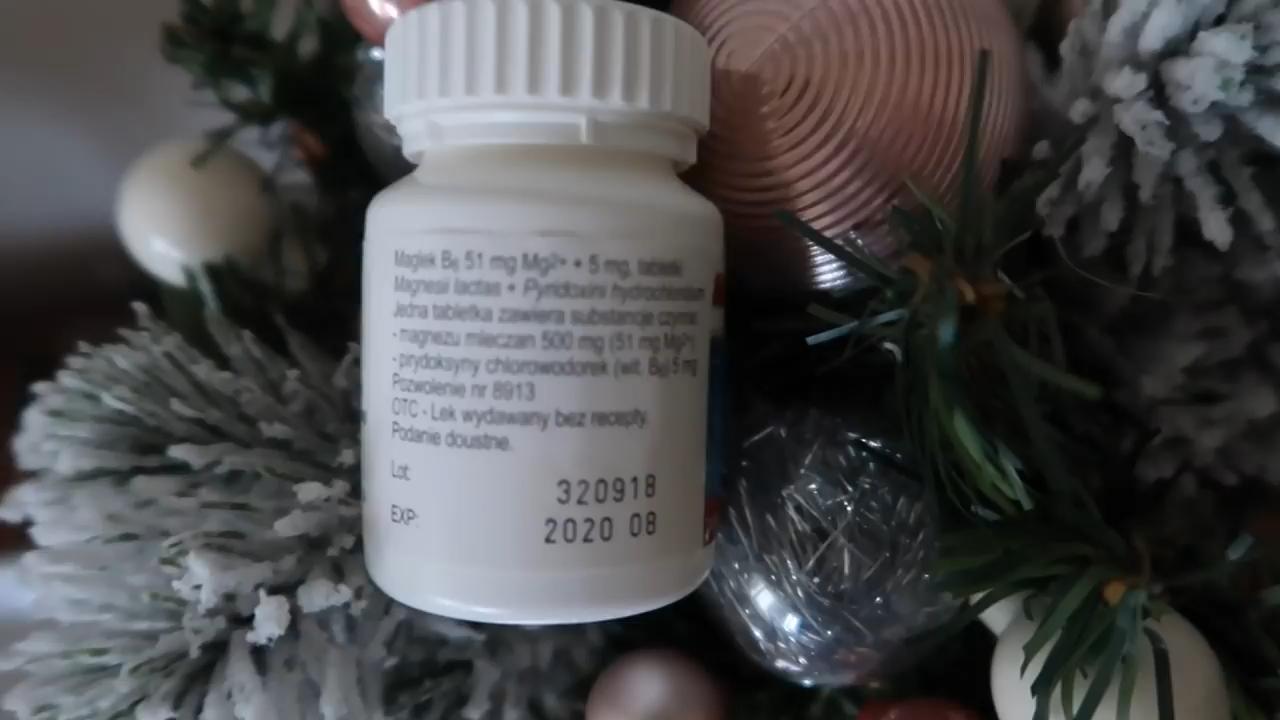 Maglek B₆ 51 mg Mg²⁺ + 5 mg, tabletki
Magnesii lactas + Pyridoxini hydrochloridum
Jedna tabletka zawiera substancje czynne:
- magnezu mleczan 500 mg (51 mg Mg²⁺)
- prydoksyny chlorowodorek (wit. B₆) 5 mg
Pozwolenie nr 8913
OTC - Lek wydawany bez recepty.
Podanie doustne.
Lot: 320918
EXP: 2020 08